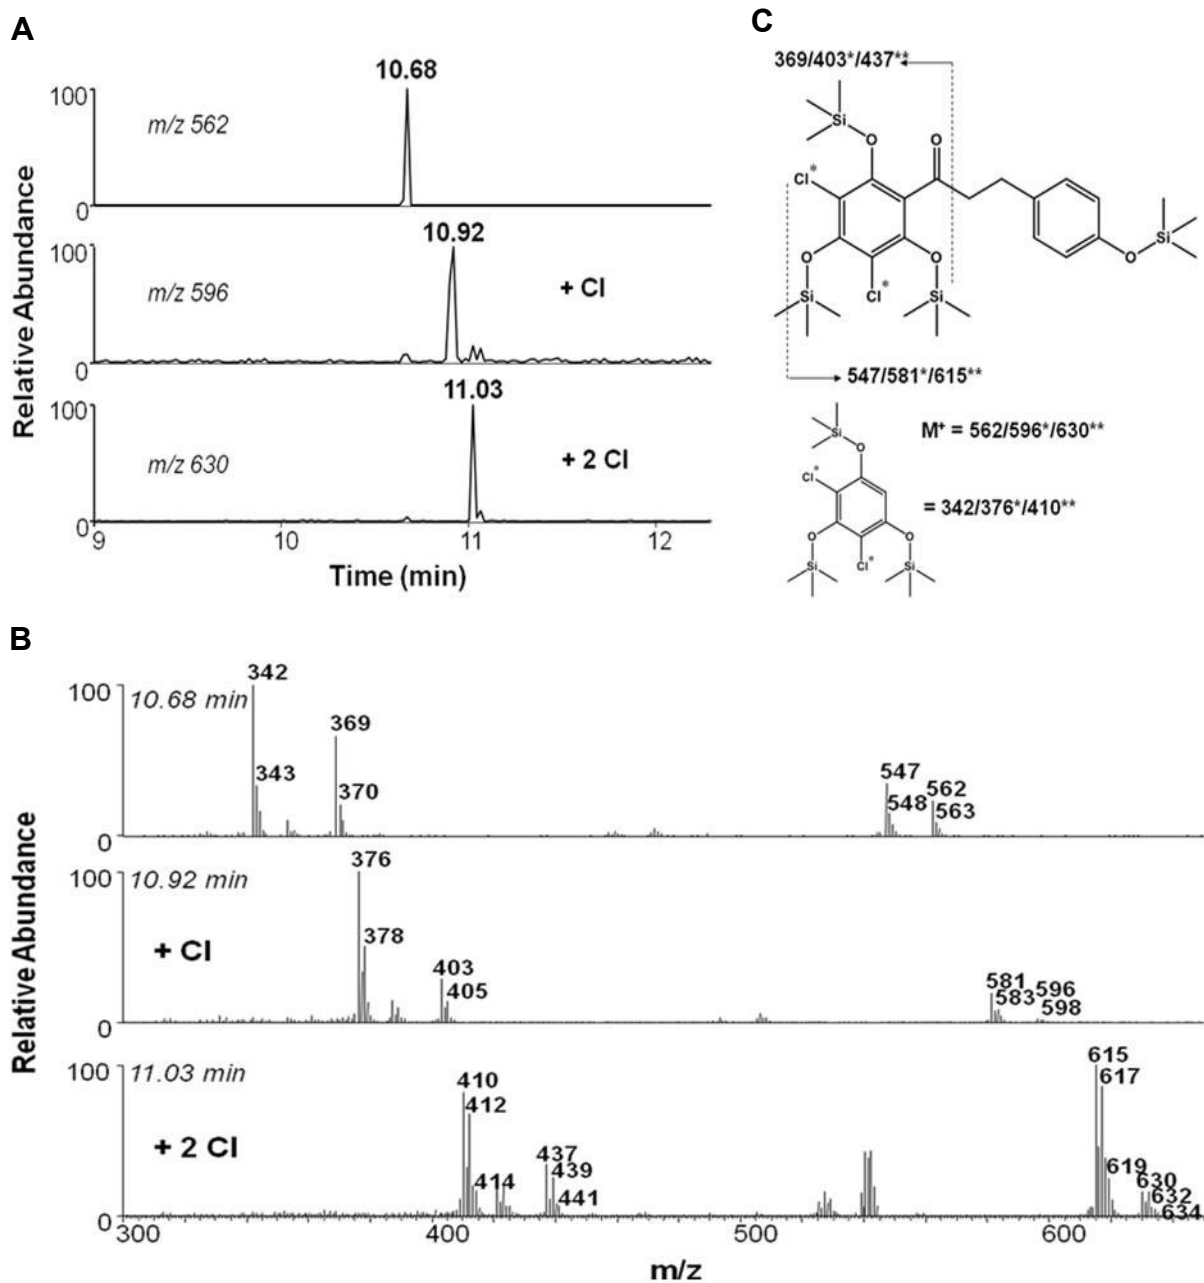 A
Relative Abundance
100
0
m/z 562
10.68
100
0
m/z 596
10.92
+ Cl
100
0
m/z 630
11.03
+ 2 Cl
9 10 11 12
Time (min)
C
369/403*/437**
Si
O
O
Cl*
O
Si
Cl*
O
Si
O
Si
547/581*/615**
M+ = 562/596*/630**
Si
O
Cl*
= 342/376*/410**
O
Si
Cl*
O
Si
B
Relative Abundance
100
0
10.68 min
342
343
369
370
547
548
562
563
Relative Abundance
100
0
10.92 min
+ Cl
376
378
403
405
581
583
596
598
100
0
11.03 min
+ 2 Cl
410
412
414
437
439
441
615
617
619
630
632
634
300 400 500 600
m/z